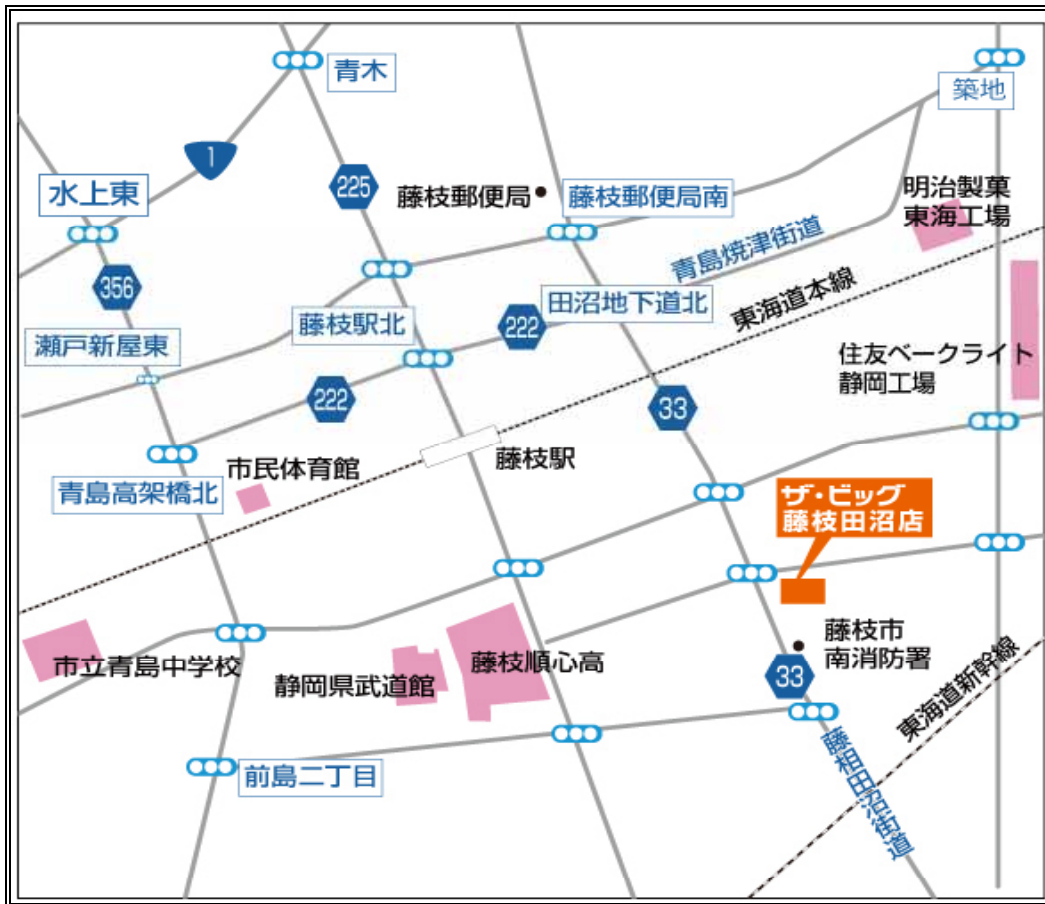 青木
築地
1
水上東
225
藤枝郵便局
藤枝郵便局南
明治製菓
東海工場
青島焼津街道
356
藤枝駅北
田沼地下道北
222
東海道本線
瀬戸新屋東
222
33
住友ベークライト
静岡工場
市民体育館
藤枝駅
青島高架橋北
ザ・ビッグ
藤枝田沼店
市立青島中学校
静岡県武道館
藤枝順心高
藤枝市
南消防署
33
東海道新幹線
前島二丁目
藤相田沼街道